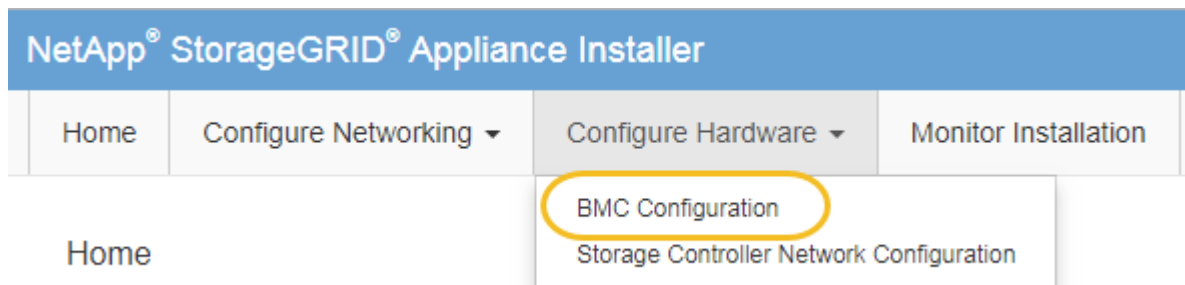 NetApp® StorageGRID® Appliance Installer
Home Configure Networking Configure Hardware Monitor Installation
BMC Configuration
Home
Storage Controller Network Configuration